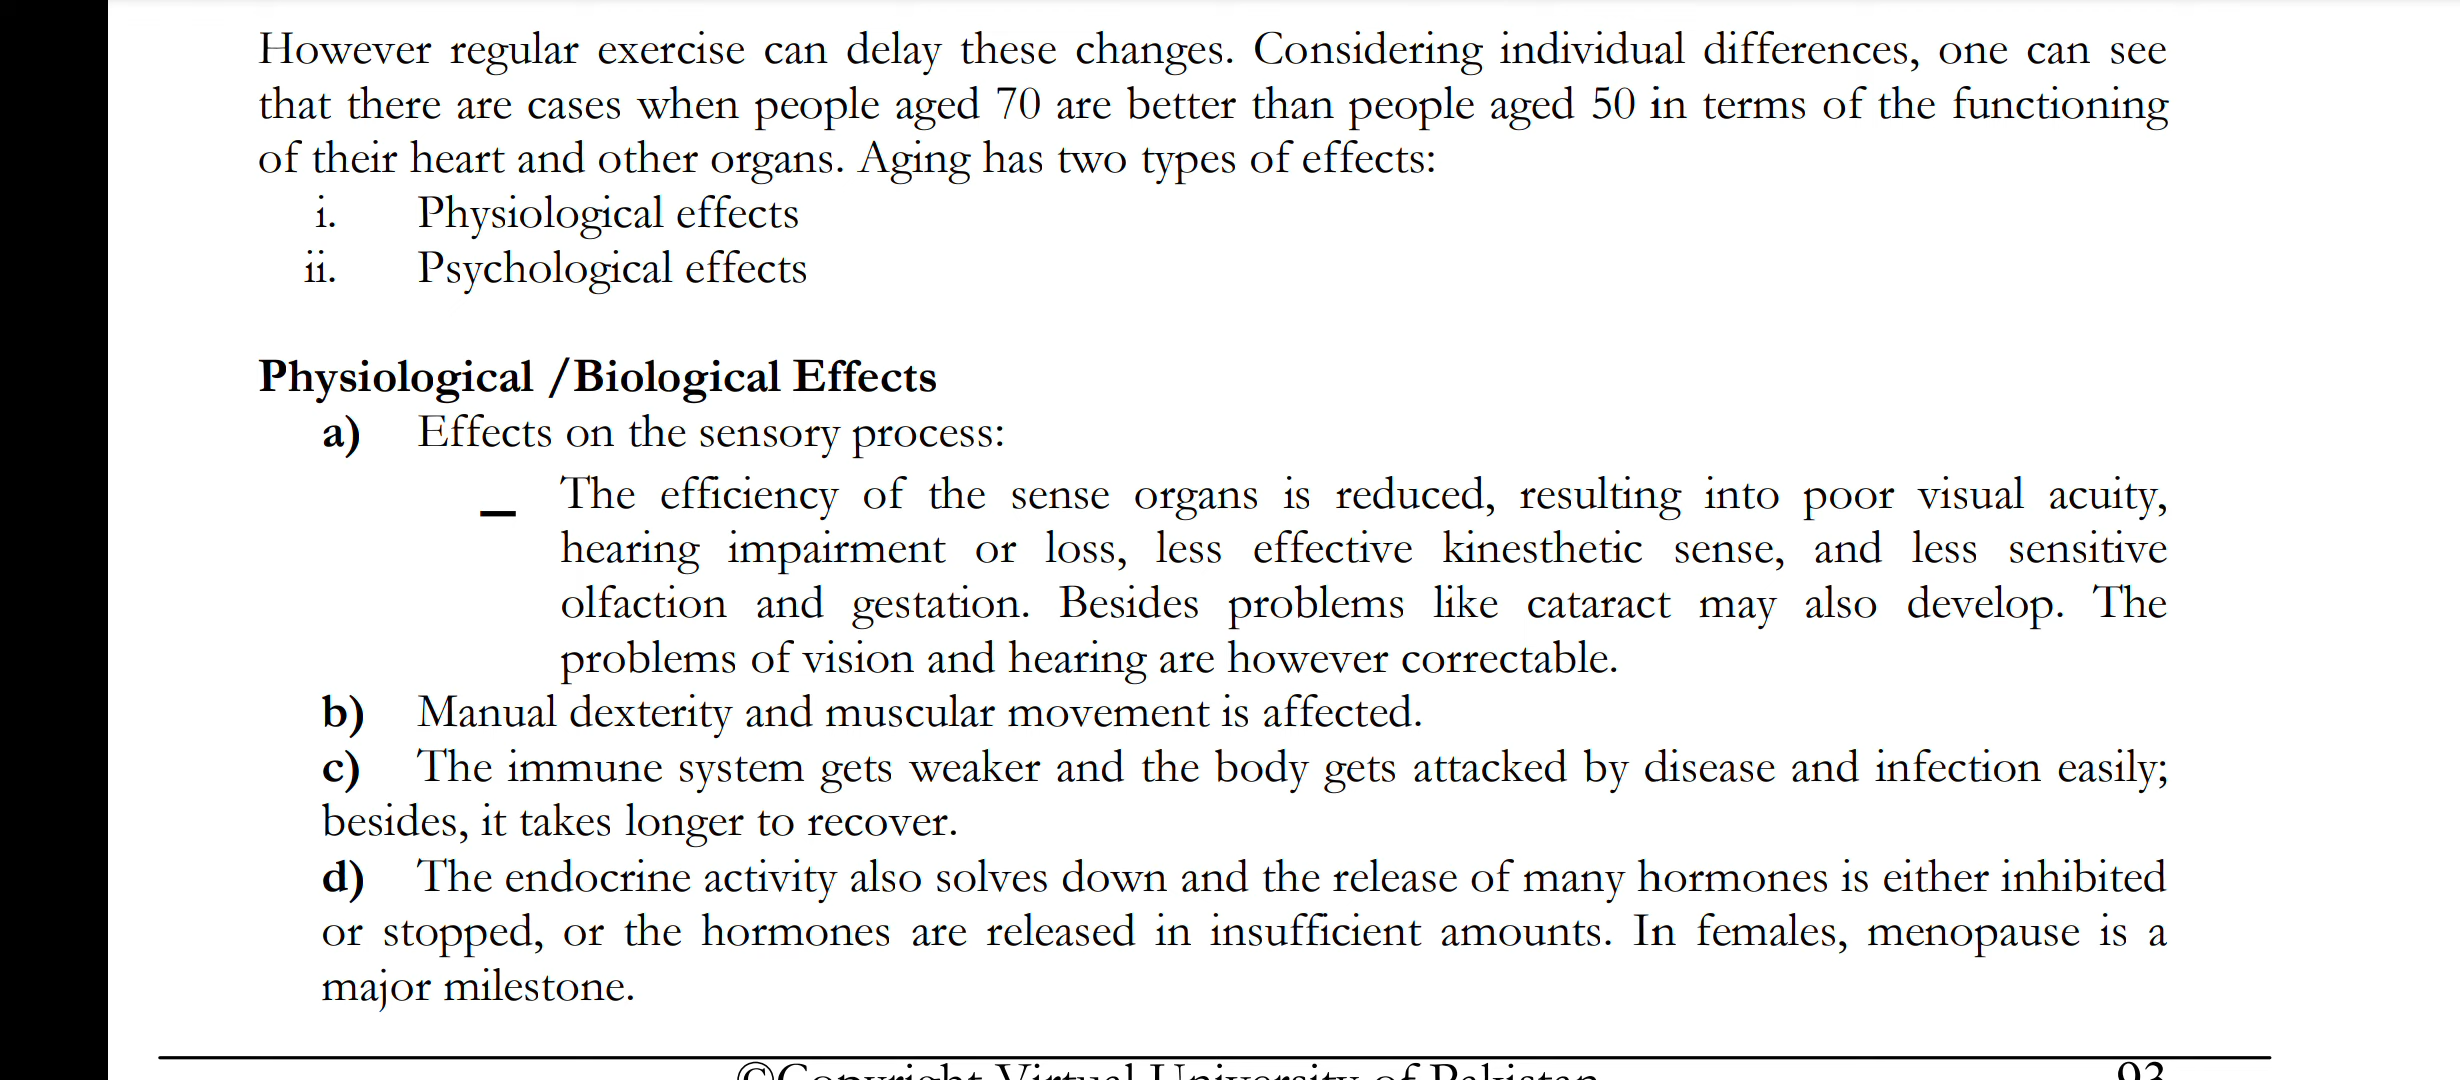 However regular exercise can delay these changes. Considering individual differences, one can see
that there are cases when people aged 70 are better than people aged 50 in terms of the functioning
of their heart and other organs. Aging has two types of effects:
i. Physiological effects
ii. Psychological effects
Physiological /Biological Effects
a) Effects on the sensory process:
– The efficiency of the sense organs is reduced, resulting into poor visual acuity,
hearing impairment or loss, less effective kinesthetic sense, and less sensitive
olfaction and gestation. Besides problems like cataract may also develop. The
problems of vision and hearing are however correctable.
b) Manual dexterity and muscular movement is affected.
c) The immune system gets weaker and the body gets attacked by disease and infection easily;
besides, it takes longer to recover.
d) The endocrine activity also solves down and the release of many hormones is either inhibited
or stopped, or the hormones are released in insufficient amounts. In females, menopause is a
major milestone.
©Copyright Virtual University of Pakistan 93